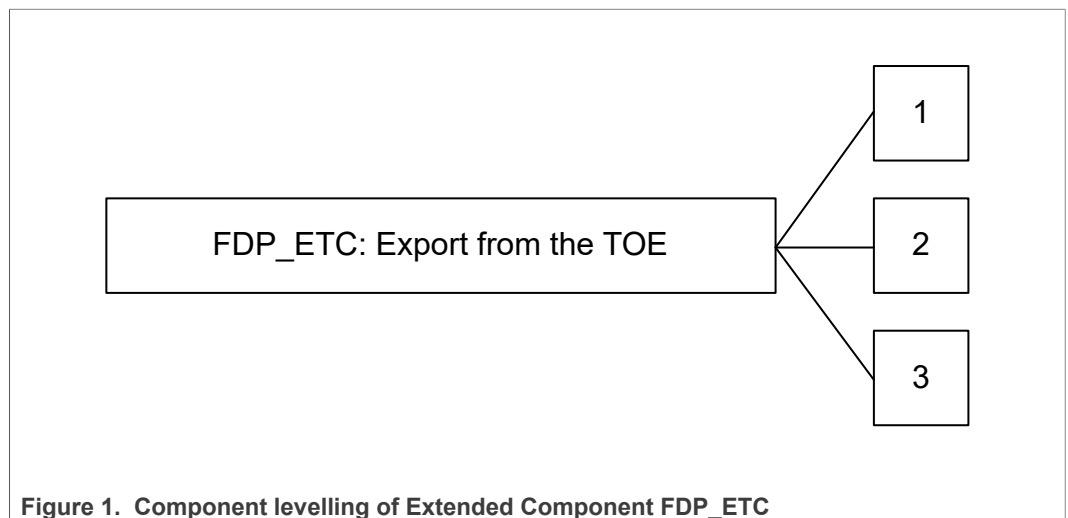 1
FDP_ETC: Export from the TOE
2
3
Figure 1. Component levelling of Extended Component FDP_ETC